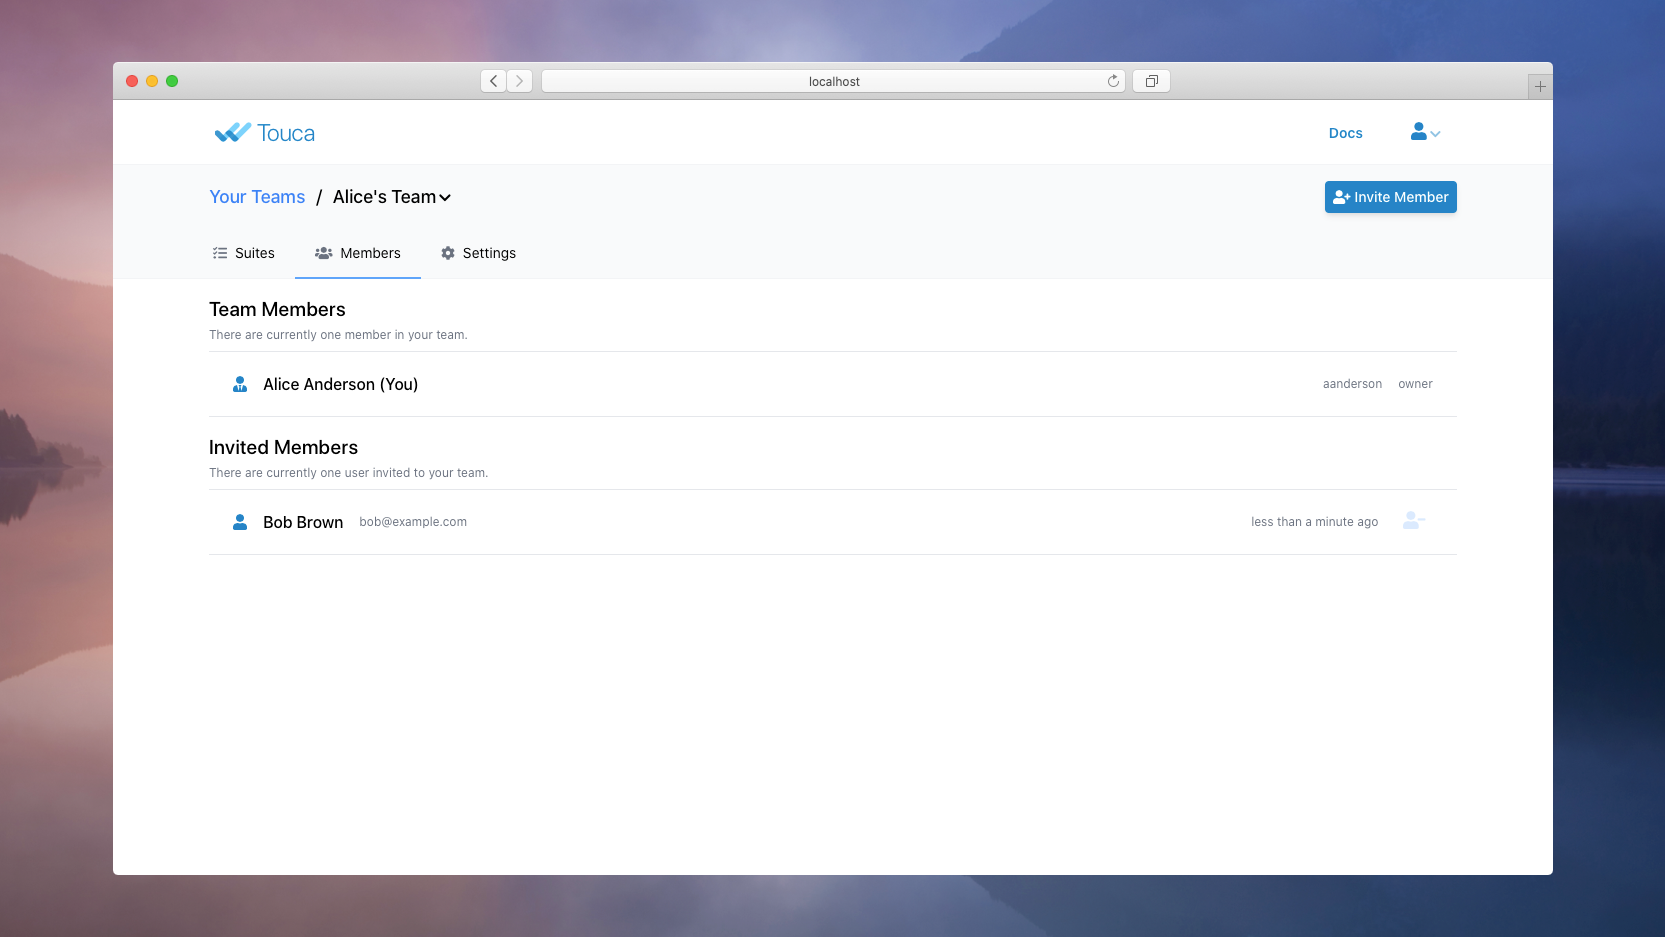 localhost
Touca
Docs
Your Teams / Alice's Team
Invite Member
Suites Members Settings
Team Members
There are currently one member in your team.
Alice Anderson (You) aanderson owner
Invited Members
There are currently one user invited to your team.
Bob Brown bob@example.com less than a minute ago